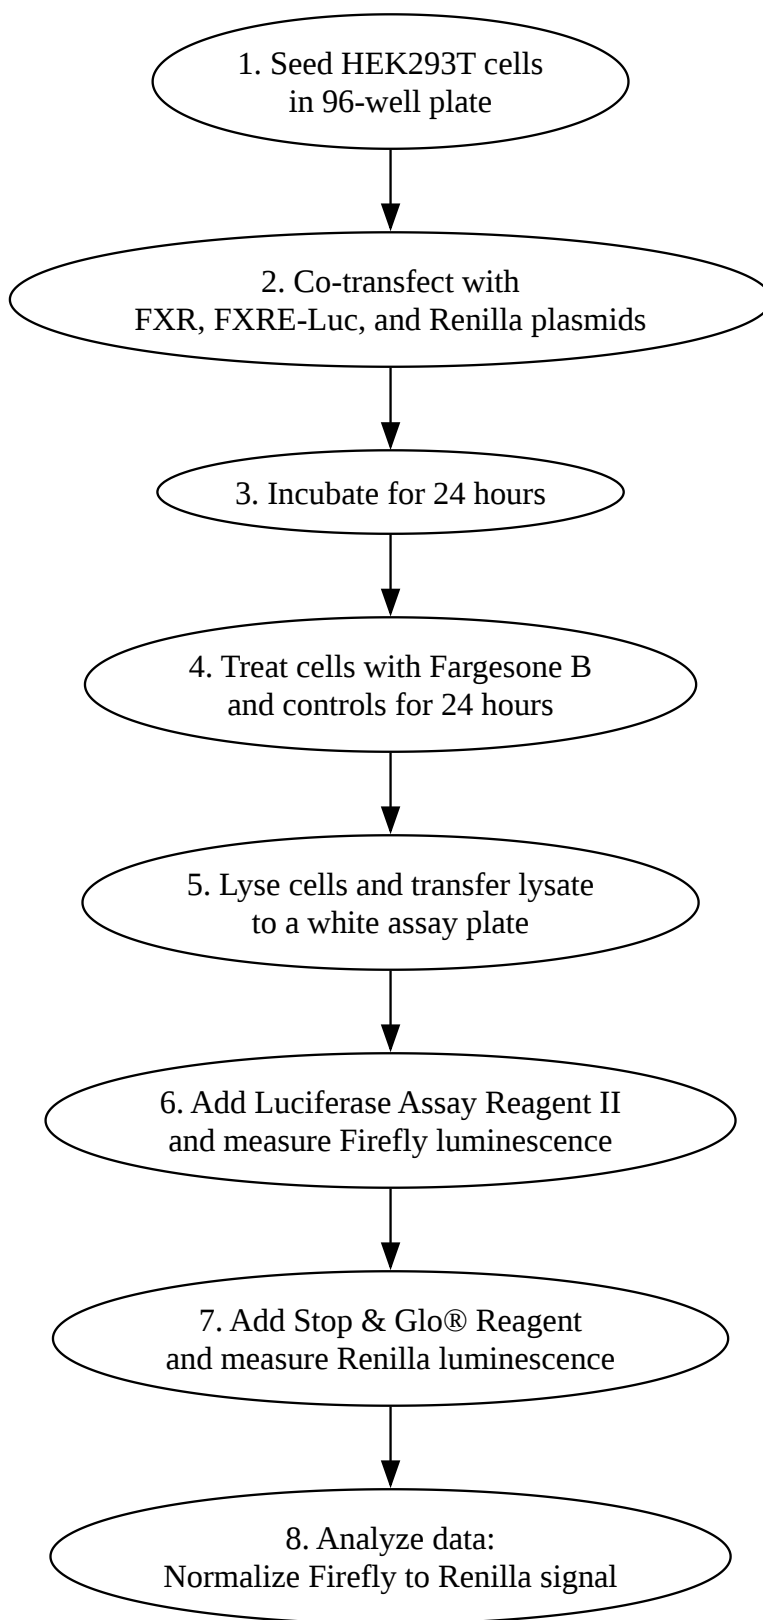 1. Seed HEK293T cells
in 96-well plate
2. Co-transfect with
FXR, FXRE-Luc, and Renilla plasmids
3. Incubate for 24 hours
4. Treat cells with Fargesone B
and controls for 24 hours
5. Lyse cells and transfer lysate
to a white assay plate
6. Add Luciferase Assay Reagent II
and measure Firefly luminescence
7. Add Stop & Glo® Reagent
and measure Renilla luminescence
8. Analyze data:
Normalize Firefly to Renilla signal